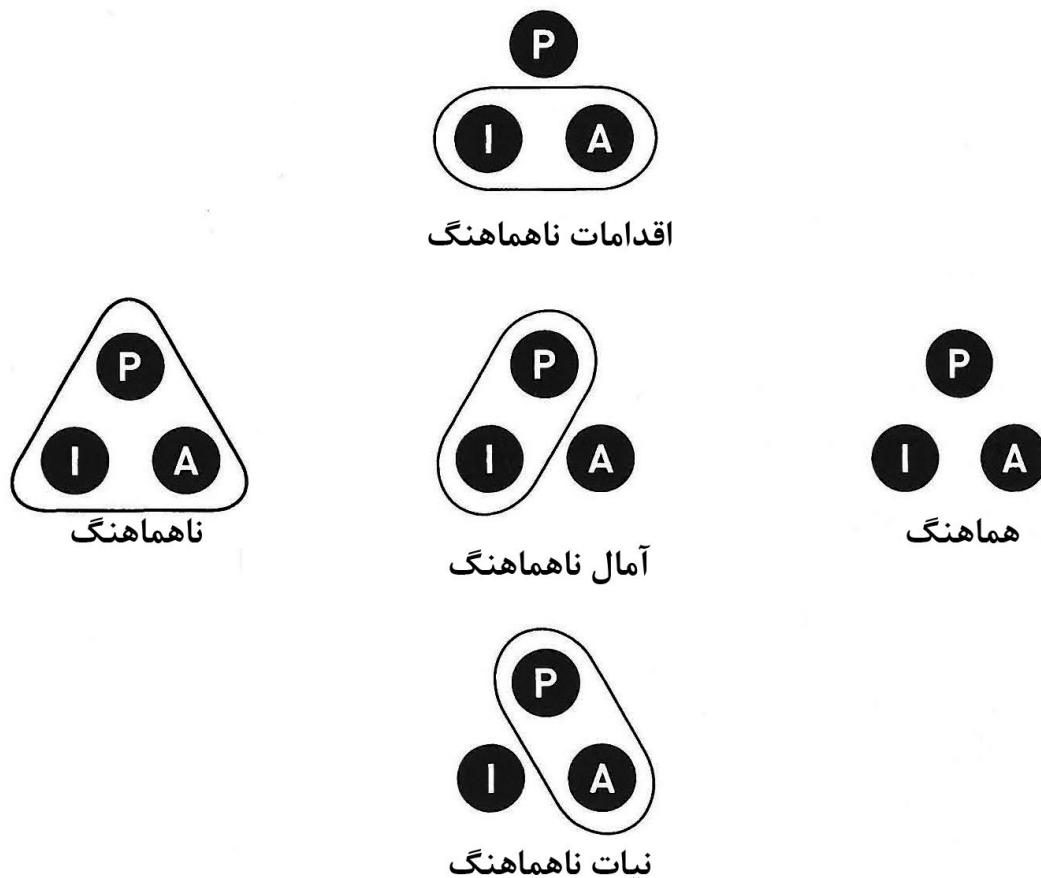 P
I A
اقدامات ناهماهنگ
P
I A
ناهماهنگ
P
I A
آمال ناهماهنگ
P
I A
هماهنگ
P
I A
نیات ناهماهنگ